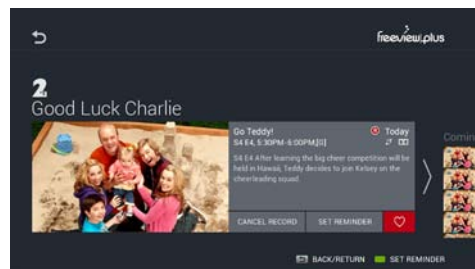 freeview.plus
2
Good Luck Charlie
Go Teddy!
Today
S4 E4, 5:30PM-6:00PM,[G]
S4 E4 After learning the big cheer competition will be
held in Hawaii, Teddy decides to join Kelsey on the
cheerleading squad.
CANCEL RECORD
SET REMINDER
Comin
BACK/RETURN
SET REMINDER